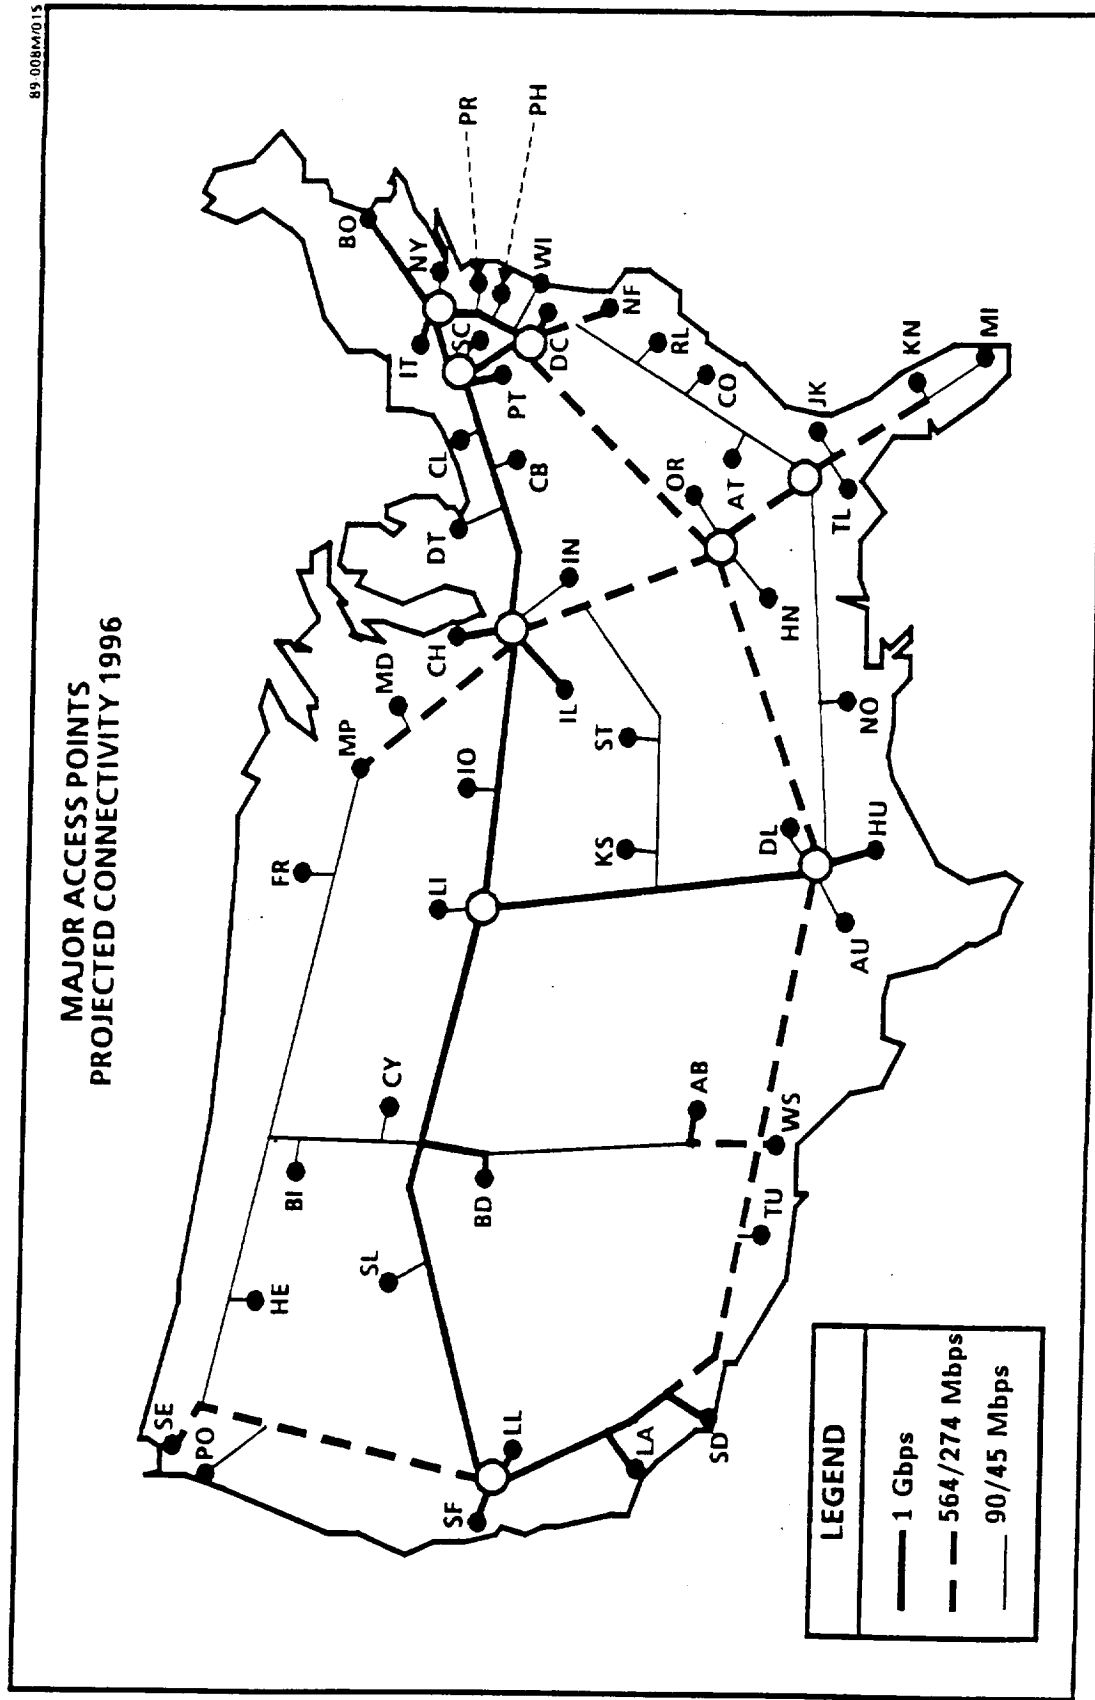 89-008M/01S
MAJOR ACCESS POINTS
PROJECTED CONNECTIVITY 1996
SE
PO
HE
BI
FR
MP
MD
CH
DT
CL
IT
BO
NY
PR
PH
SC
WI
DC
NF
PT
CB
IN
IL
IO
LI
CY
SL
BD
SF
LL
LA
SD
TU
WS
AB
KS
ST
DL
AU
HU
NO
HN
OR
AT
CO
RL
JK
TL
KN
MI
LEGEND
1 Gbps
564/274 Mbps
90/45 Mbps